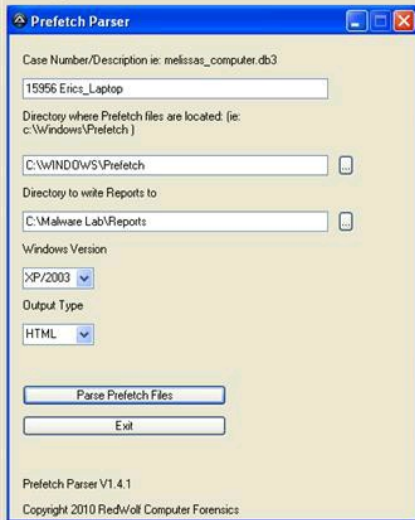 Prefetch Parser
Case Number/Description ie: melissas_computer.db3
15956 Erics_Laptop
Directory where Prefetch files are located: (ie:
c:\Windows\Prefetch )
C:\WINDOWS\Prefetch
...
Directory to write Reports to
C:\Malware Lab\Reports
...
Windows Version
XP/2003
Output Type
HTML
Parse Prefetch Files
Exit
Prefetch Parser V1.4.1
Copyright 2010 RedWolf Computer Forensics